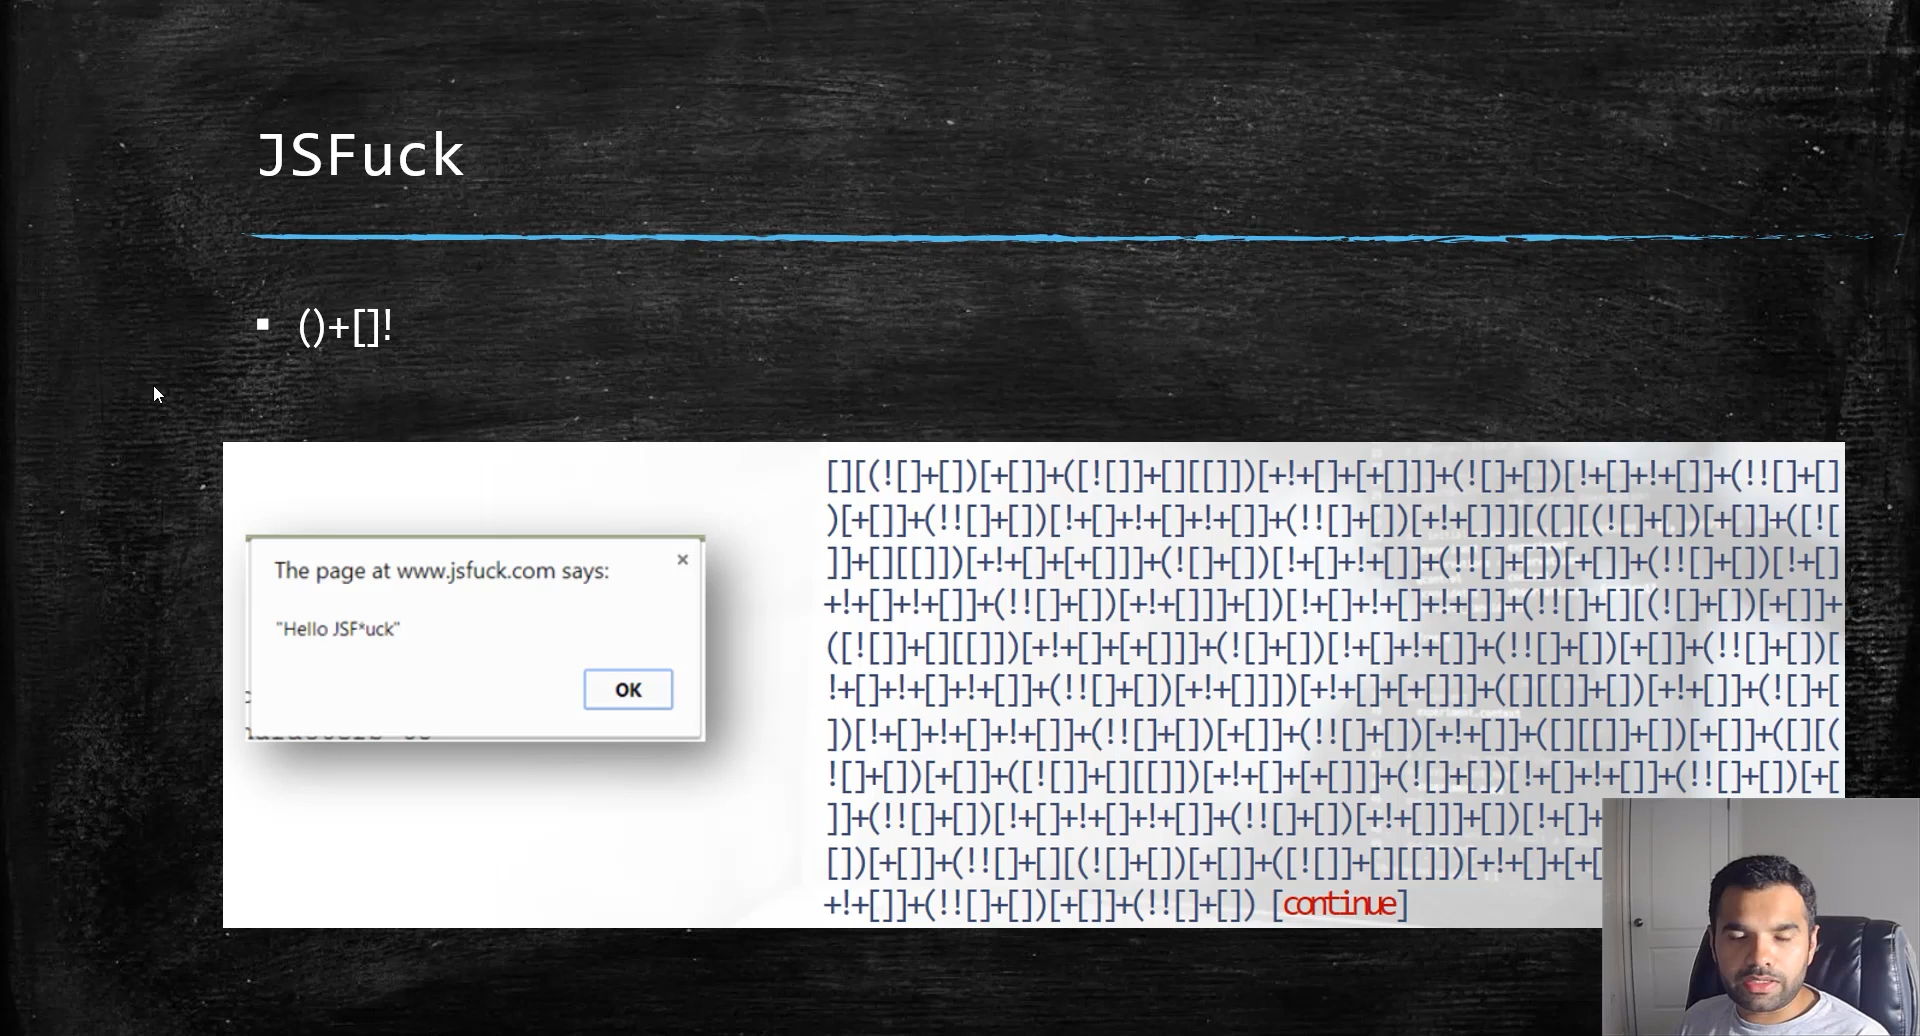 JSFuck
()+[]!
The page at www.jsfuck.com says:
"Hello JSF*uck"
OK
[][(![]+[])[+[]]+([![]]+[][[]])[+!+[]+[+[]]]+(![]+[])[!+[]+!+[]]+(!![]+[]
)[+[]]+(!![]+[])[!+[]+!+[]+!+[]]+(!![]+[])[+!+[]]][([][(![]+[])[+[]]+([![
]]+[][[]])[+!+[]+[+[]]]+(![]+[])[!+[]+!+[]]+(!![]+[])[+[]]+(!![]+[])[!+[]
+!+[]+!+[]]+(!![]+[])[+!+[]]]+[])[!+[]+!+[]+!+[]]+(!![]+[][(![]+[])[+[]]+
([![]]+[][[]])[+!+[]+[+[]]]+(![]+[])[!+[]+!+[]]+(!![]+[])[+[]]+(!![]+[])[
!+[]+!+[]+!+[]]+(!![]+[])[+!+[]]])[+!+[]+[+[]]]+([][[]]+[])[+!+[]]+(![]+[
])[!+[]+!+[]+!+[]]+(!![]+[])[+[]]+(!![]+[])[+!+[]]+([][[]]+[])[+[]]+([][(
![]+[])[+[]]+([![]]+[][[]])[+!+[]+[+[]]]+(![]+[])[!+[]+!+[]]+(!![]+[])[+[
]]+(!![]+[])[!+[]+!+[]+!+[]]+(!![]+[])[+!+[]]]+[])[!+[]+
[])[+[]]+(!![]+[][(![]+[])[+[]]+([![]]+[][[]])[+!+[]+[+[
+!+[]]+(!![]+[])[+[]]+(!![]+[]) [continue]